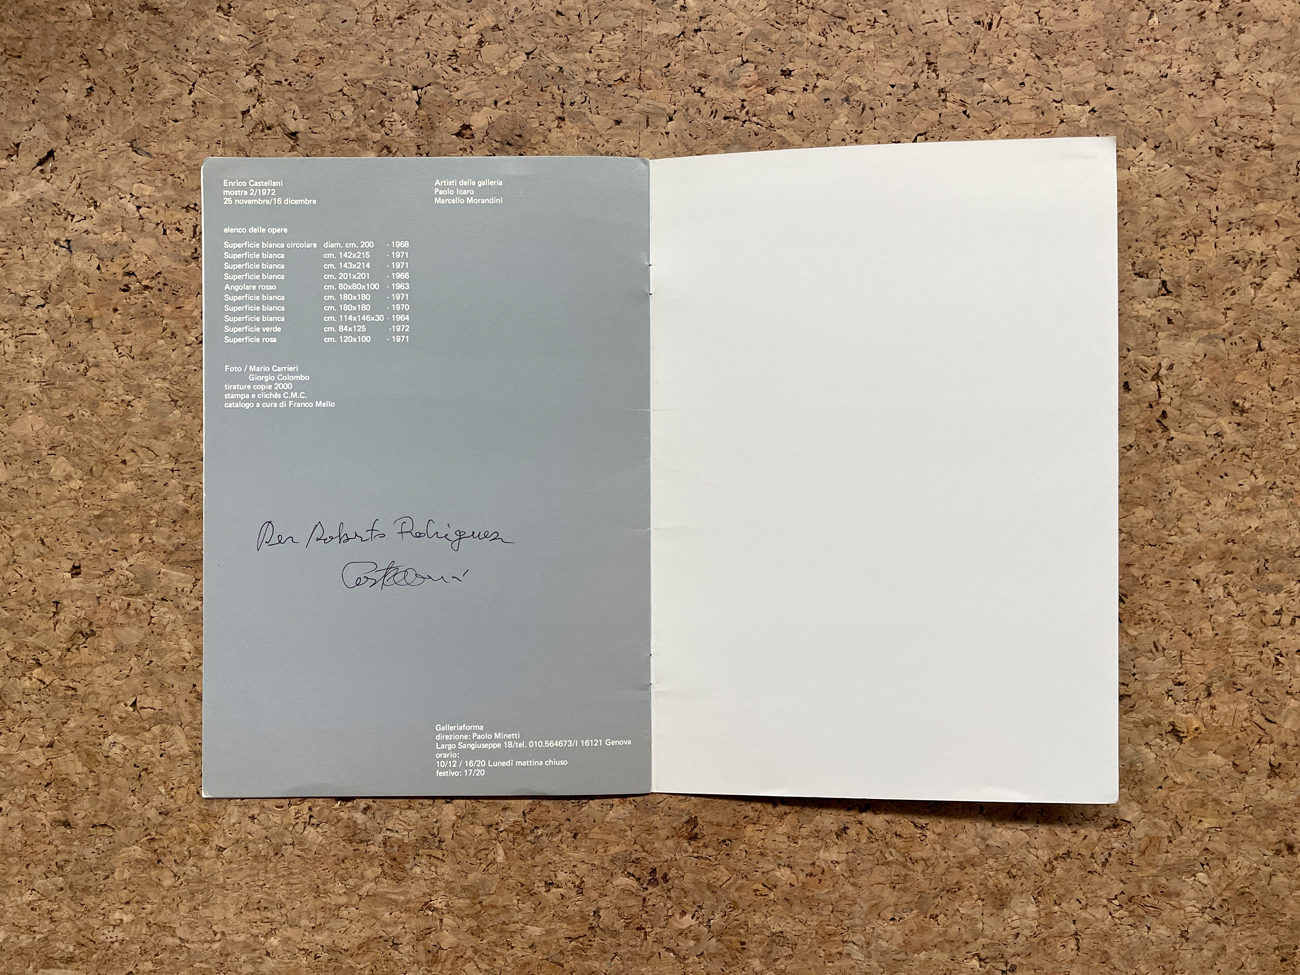 Enrico Castellani
mostra 2/1972
25 novembre/16 dicembre
Artisti della galleria
Paolo Icaro
Marcello Morandini
elenco delle opere
Superficie bianca circolare diam. cm. 200 - 1968
Superficie bianca cm. 142x215 - 1971
Superficie bianca cm. 143x214 - 1971
Superficie bianca cm. 201x201 - 1966
Angolare rosso cm. 80x80x100 - 1963
Superficie bianca cm. 180x180 - 1971
Superficie bianca cm. 180x180 - 1970
Superficie bianca cm. 114x146x30 - 1964
Superficie verde cm. 84x125 -1972
Superficie rosa cm. 120x100 - 1971
Foto / Mario Carrieri
Giorgio Colombo
tirature copie 2000
stampa e clichés C.M.C.
catalogo a cura di Franco Mello
Per Roberto Rodriguez
Castellani
Galleriaforma
direzione: Paolo Minetti
Largo Sangiuseppe 18/tel. 010.564673/I 16121 Genova
orario:
10/12 / 16/20 Lunedì mattina chiuso
festivo: 17/20